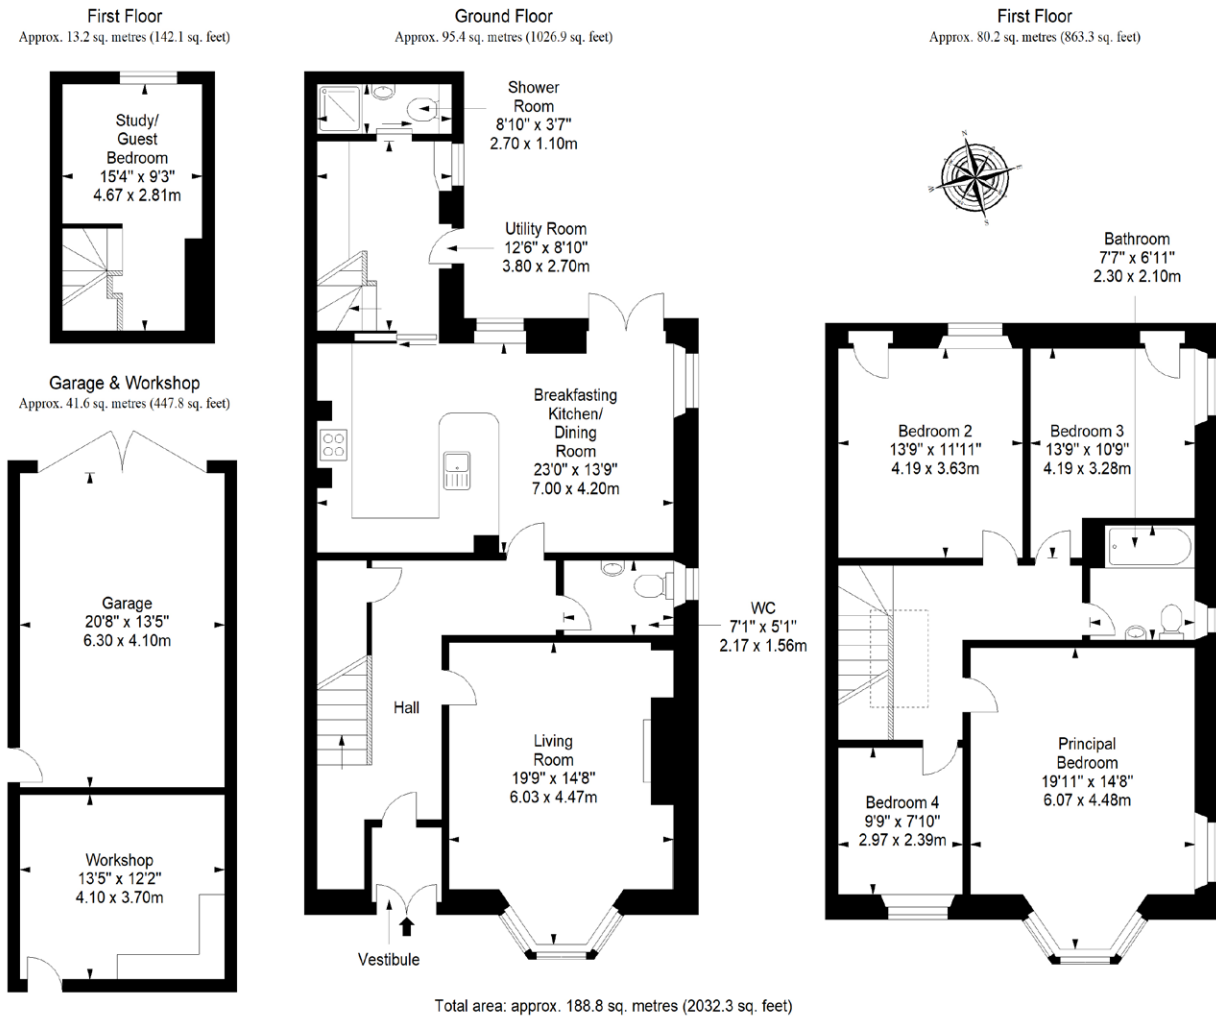 First Floor
Approx. 13.2 sq. metres (142.1 sq. feet)
Study/
Guest
Bedroom
15'4" x 9'3"
4.67 x 2.81m
Garage & Workshop
Approx. 41.6 sq. metres (447.8 sq. feet)
Garage
20'8" x 13'5"
6.30 x 4.10m
Workshop
13'5" x 12'2"
4.10 x 3.70m
Ground Floor
Approx. 95.4 sq. metres (1026.9 sq. feet)
Shower
Room
8'10" x 3'7"
2.70 x 1.10m
Utility Room
12'6" x 8'10"
3.80 x 2.70m
Breakfasting
Kitchen/
Dining
Room
23'0" x 13'9"
7.00 x 4.20m
WC
7'1" x 5'1"
2.17 x 1.56m
Hall
Living
Room
19'9" x 14'8"
6.03 x 4.47m
Vestibule
First Floor
Approx. 80.2 sq. metres (863.3 sq. feet)
N
E
S
W
Bathroom
7'7" x 6'11"
2.30 x 2.10m
Bedroom 2
13'9" x 11'11"
4.19 x 3.63m
Bedroom 3
13'9" x 10'9"
4.19 x 3.28m
Principal
Bedroom
19'11" x 14'8"
6.07 x 4.48m
Bedroom 4
9'9" x 7'10"
2.97 x 2.39m
Total area: approx. 188.8 sq. metres (2032.3 sq. feet)